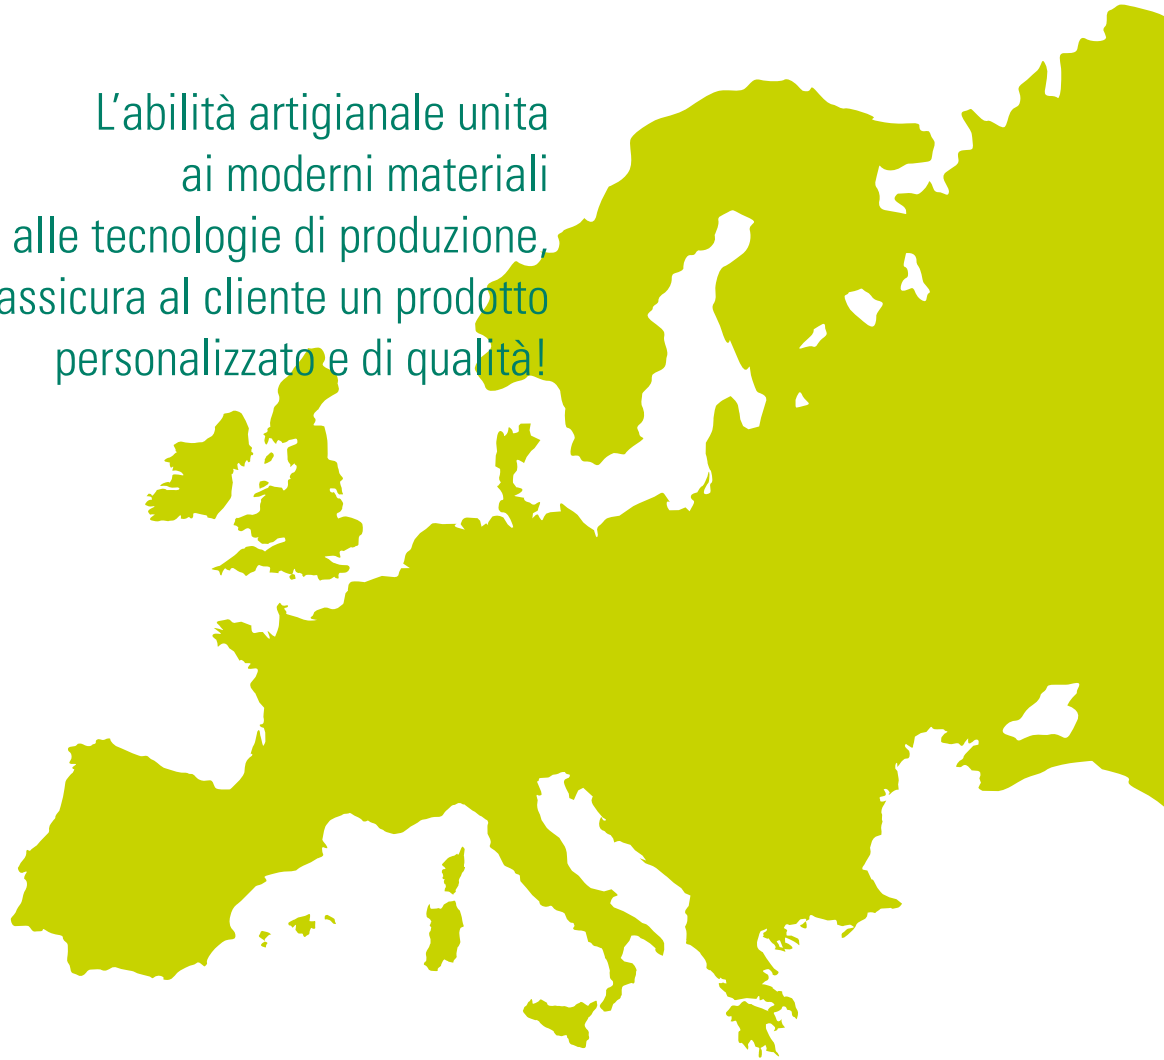 L'abilità artigianale unita
ai moderni materiali
alle tecnologie di produzione,
assicura al cliente un prodotto
personalizzato e di qualità!